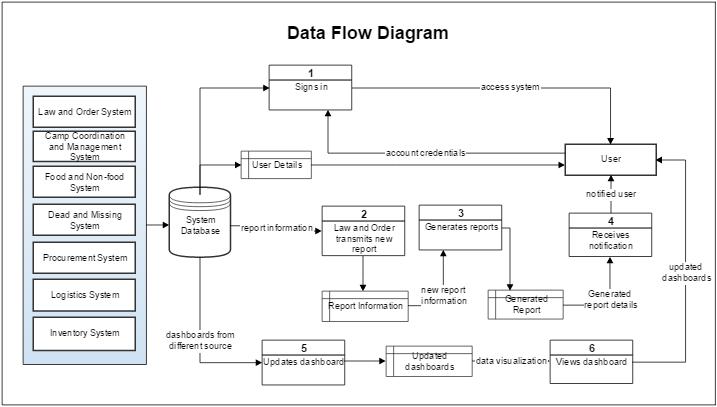 Data Flow Diagram
1
Signs in
access system
Law and Order System
Camp Coordination
and Management
System
account credentials
User
User Details
Food and Non-food
System
notified user
System
Database
report information
2
Law and Order
transmits new
report
3
Generates reports
4
Receives
notification
Dead and Missing
System
Procurement System
updated
dashboards
Logistics System
Report Information
new report
information
Generated
Report
Generated
report details
Inventory System
dashboards from
different source
5
Updates dashboard
Updated
dashboards
data visualization
6
Views dashboard